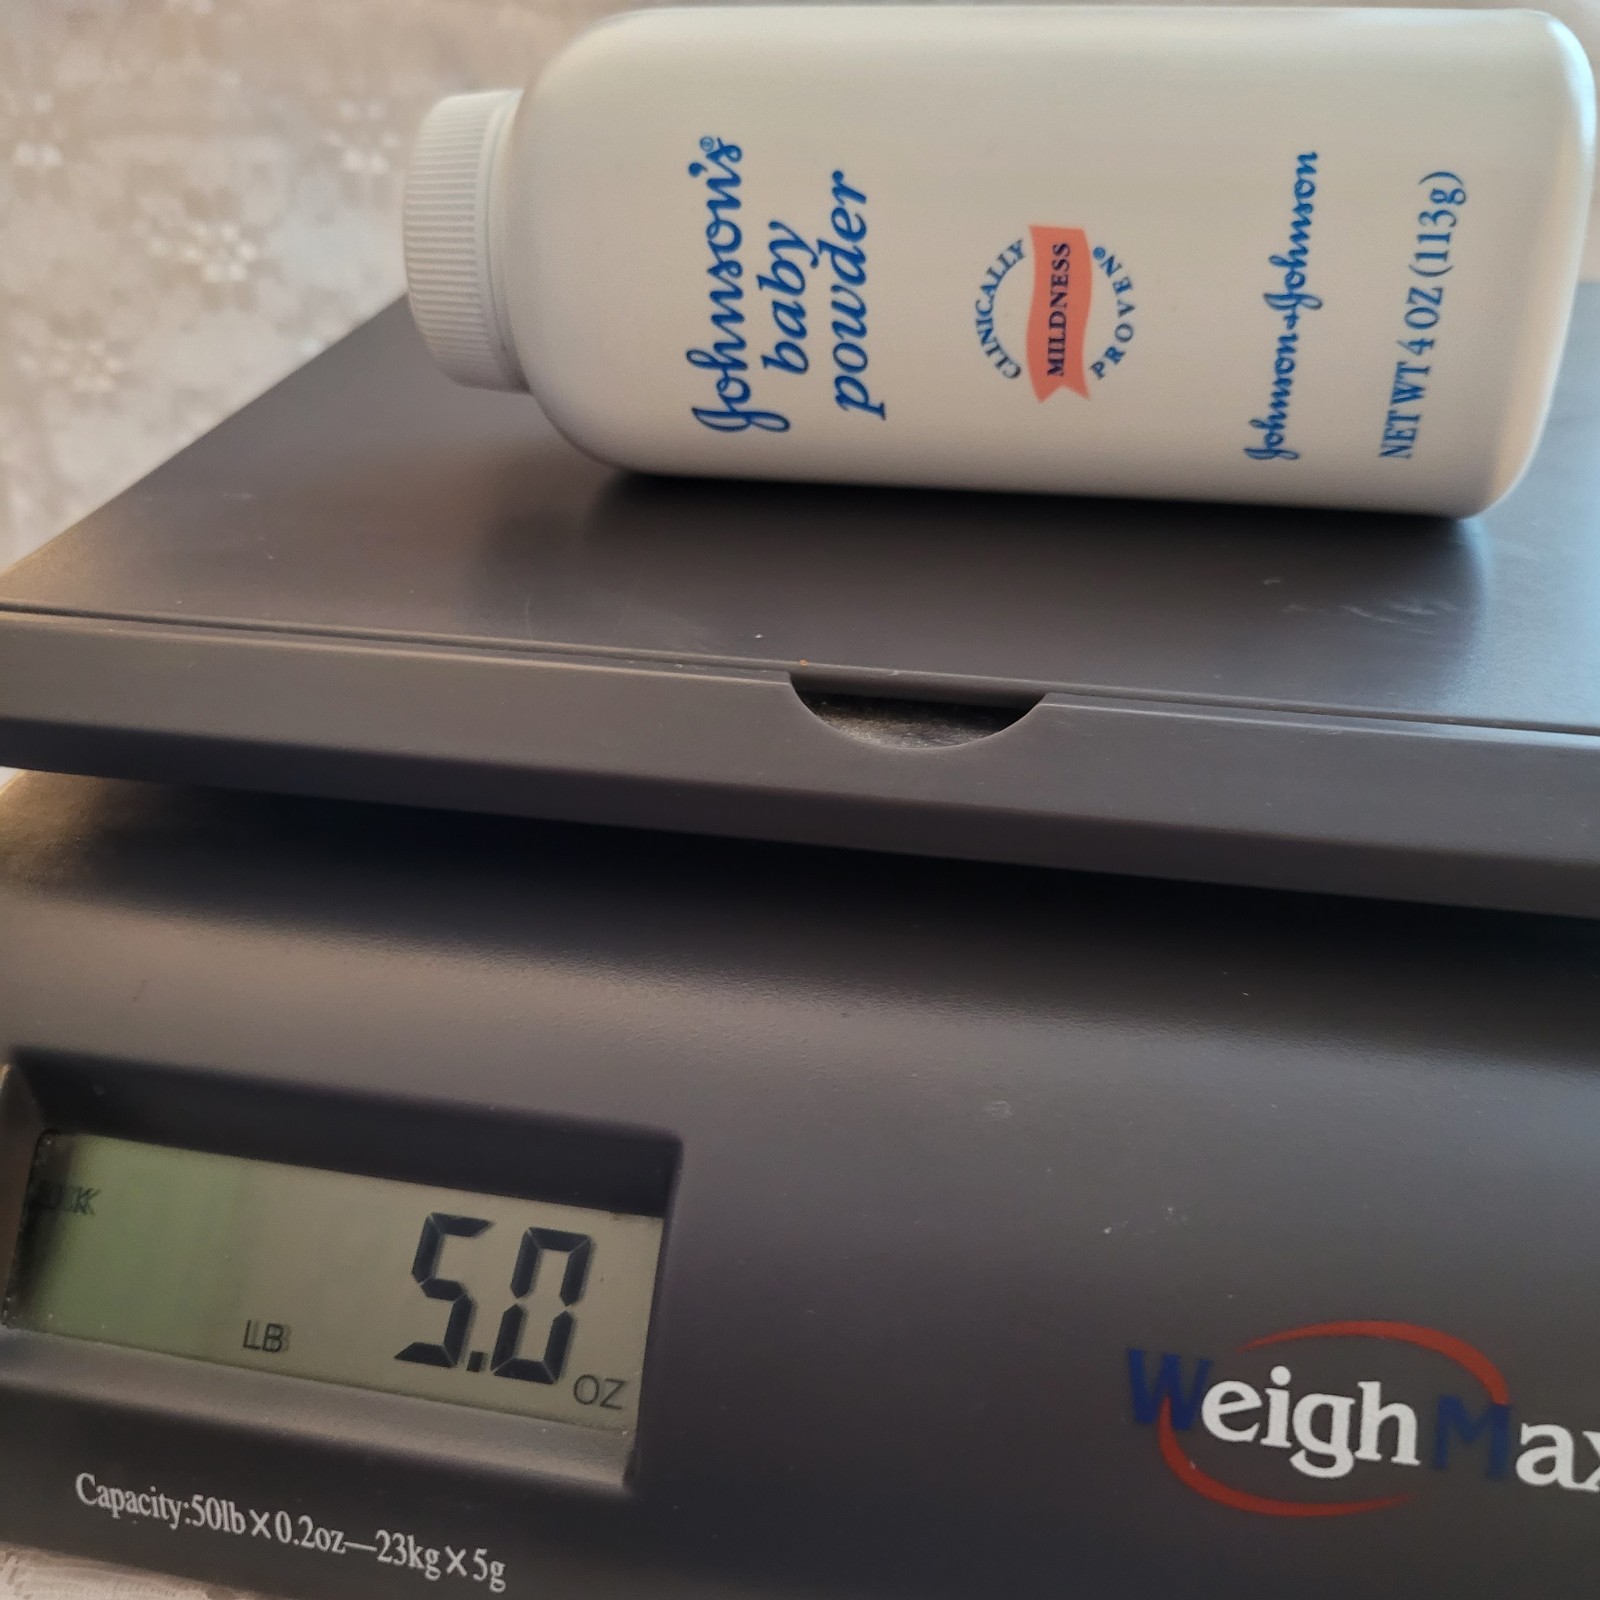 Johnson's®
baby
powder
CLINICALLY
MILDNESS
PROVEN®
Johnson & Johnson
NET WT 4 OZ (113g)
5.0
LB
OZ
Capacity:50lb×0.2oz—23kg×5g
WeighMax